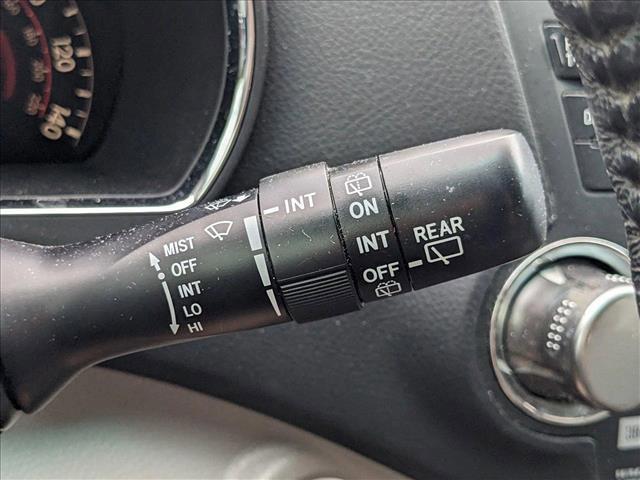 120
140
MIST
OFF
INT
LO
HI
INT
ON
INT
OFF
REAR